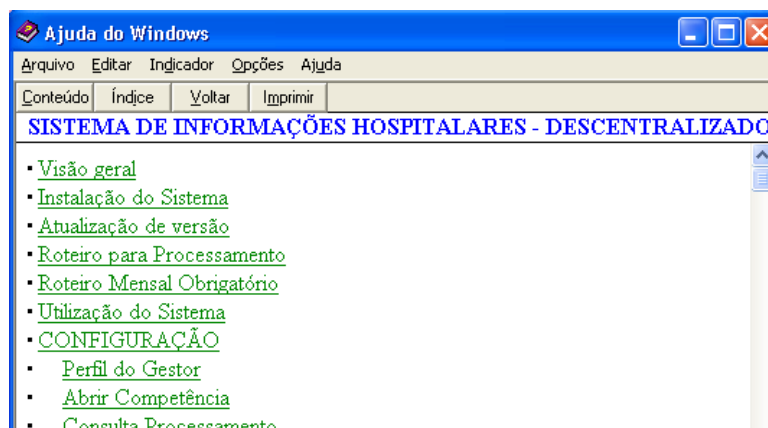 Ajuda do Windows
Arquivo Editar Indicador Opções Ajuda
Conteúdo Índice Voltar Imprimir
SISTEMA DE INFORMAÇÕES HOSPITALARES - DESCENTRALIZADO
Visão geral
Instalação do Sistema
Atualização de versão
Roteiro para Processamento
Roteiro Mensal Obrigatório
Utilização do Sistema
CONFIGURAÇÃO
Perfil do Gestor
Abrir Competência
Consulta Processamento